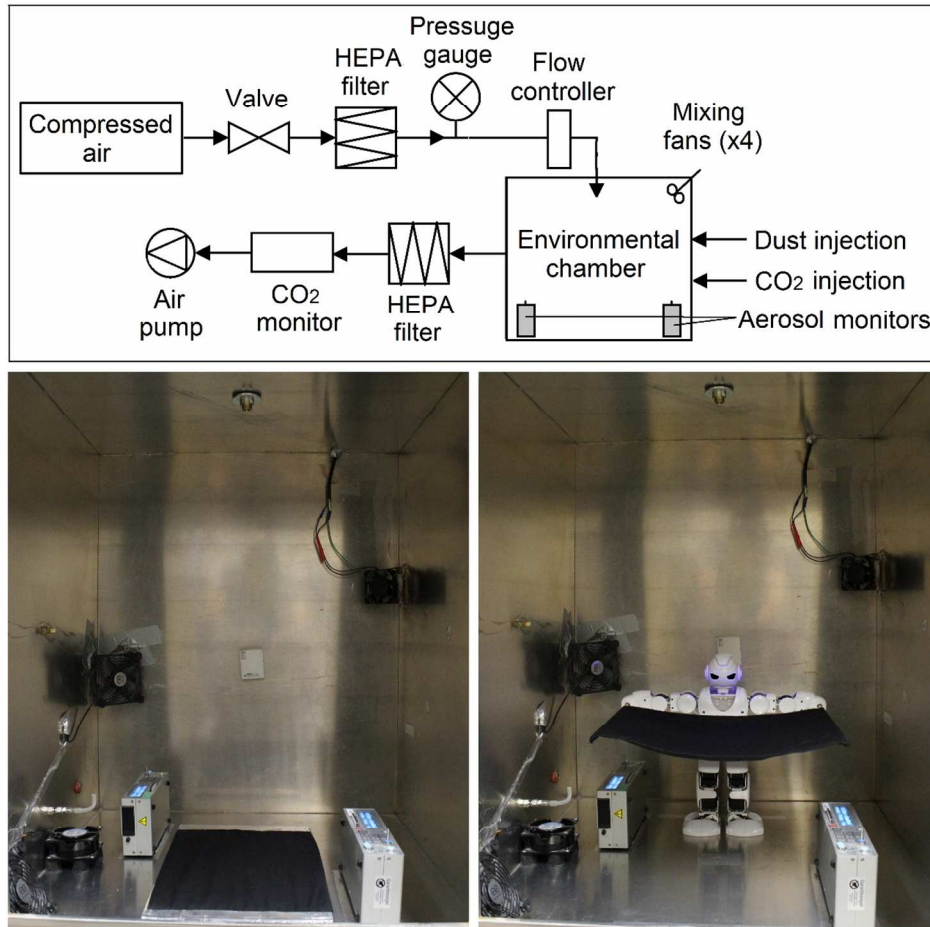 Pressuge
gauge
HEPA
filter
Flow
controller
Valve
Mixing
fans (x4)
Compressed
air
Environmental
chamber
Dust injection
CO2 injection
Aerosol monitors
Air
pump
CO2
monitor
HEPA
filter